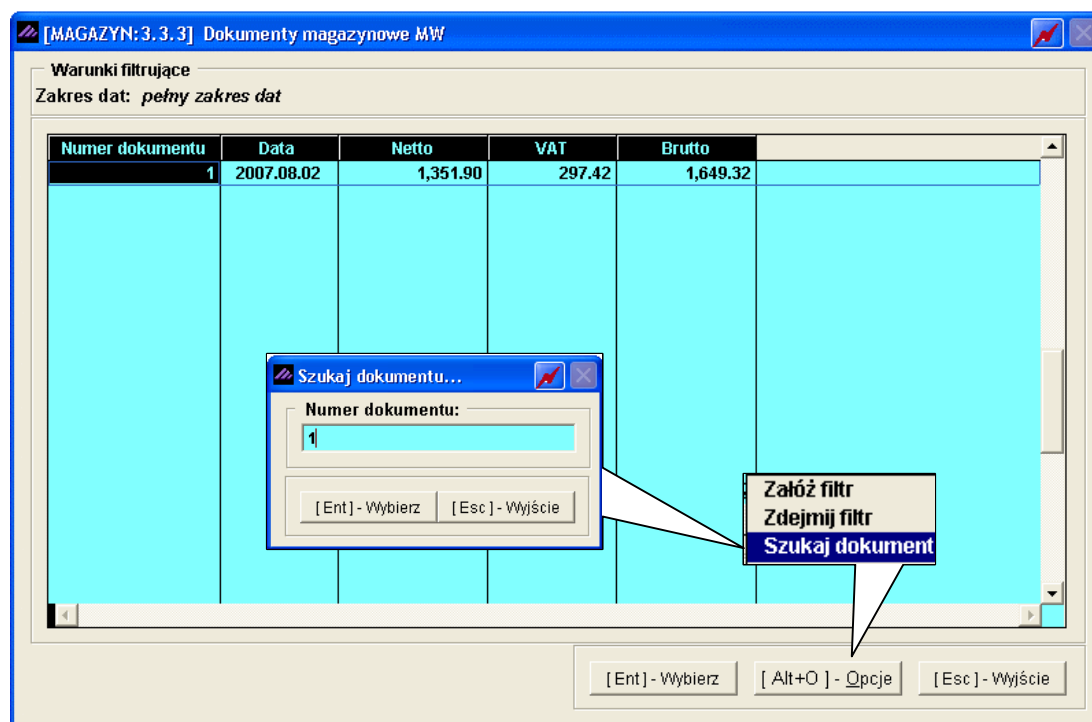 [MAGAZYN:3.3.3] Dokumenty magazynowe MW
Warunki filtrujące
Zakres dat: pełny zakres dat
Numer dokumentu Data Netto VAT Brutto
1 2007.08.02 1,351.90 297.42 1,649.32
Szukaj dokumentu...
Numer dokumentu:
1
[Ent] - Wybierz [Esc] - Wyjście
Załóż filtr
Zdejmij filtr
Szukaj dokument
[Ent] - Wybierz [ Alt+O ] - Opcje [Esc] - Wyjście